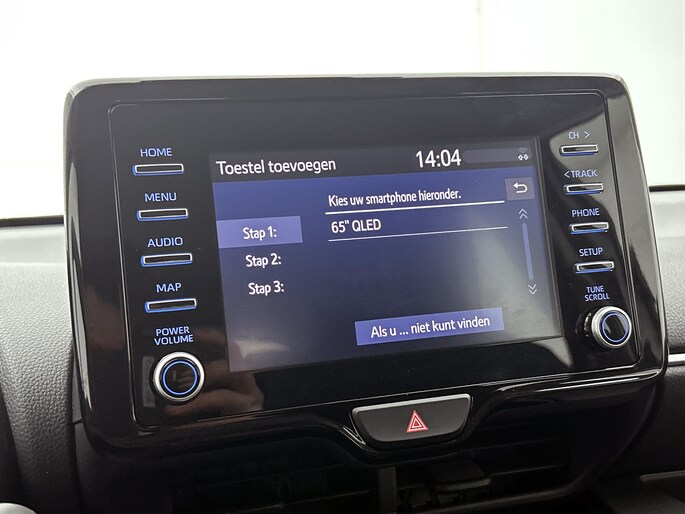 HOME
MENU
AUDIO
MAP
POWER
VOLUME
Toestel toevoegen
14:04
Kies uw smartphone hieronder.
Stap 1:
65" QLED
Stap 2:
Stap 3:
Als u ... niet kunt vinden
CH >
< TRACK
PHONE
SETUP
TUNE
SCROLL